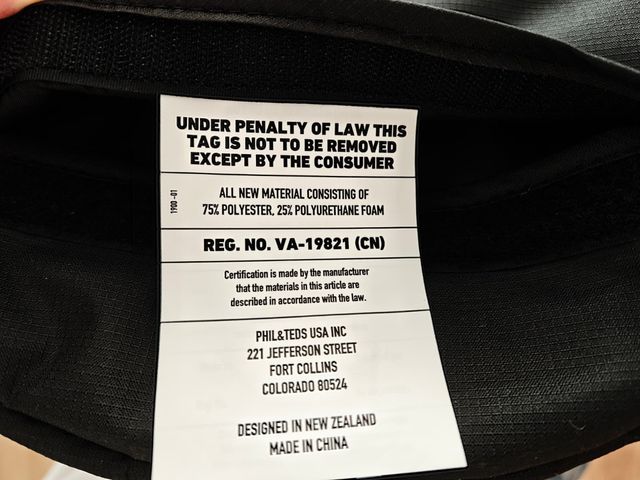 UNDER PENALTY OF LAW THIS
TAG IS NOT TO BE REMOVED
EXCEPT BY THE CONSUMER
1900 -01
ALL NEW MATERIAL CONSISTING OF
75% POLYESTER, 25% POLYURETHANE FOAM
REG. NO. VA-19821 (CN)
Certification is made by the manufacturer
that the materials in this article are
described in accordance with the law.
PHIL&TEDS USA INC
221 JEFFERSON STREET
FORT COLLINS
COLORADO 80524
DESIGNED IN NEW ZEALAND
MADE IN CHINA